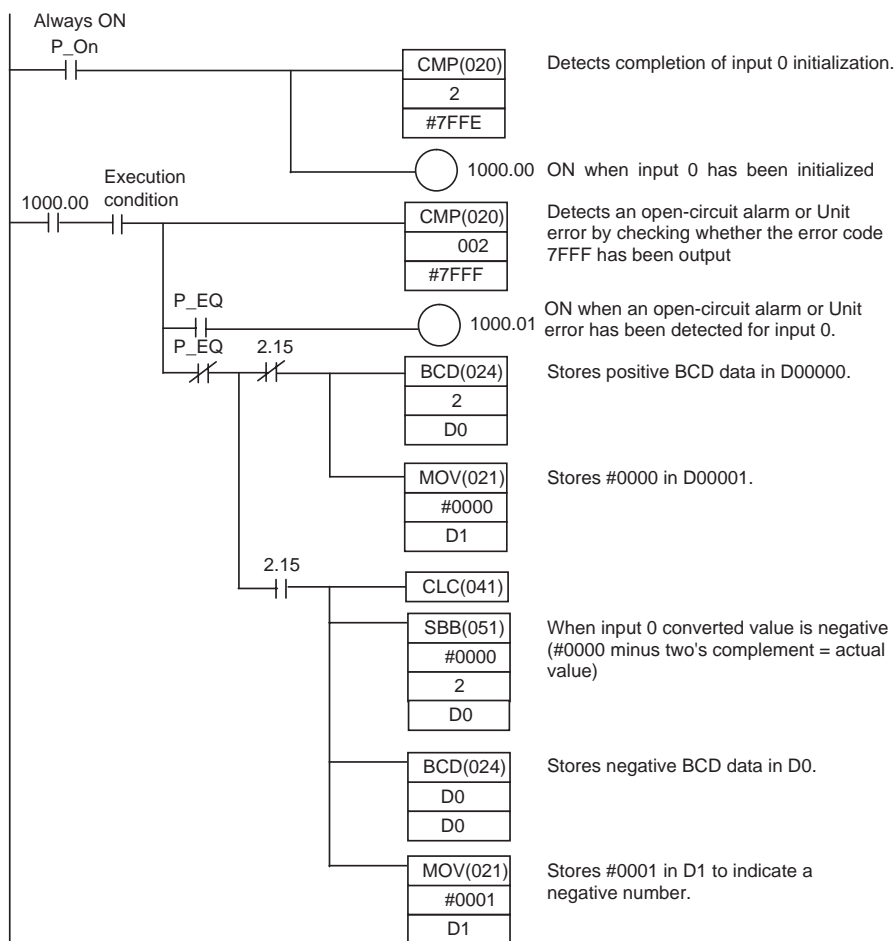 Always ON
P_On
CMP(020)
2
#7FFE
Detects completion of input 0 initialization.
1000.00
ON when input 0 has been initialized
1000.00
Execution
condition
CMP(020)
002
#7FFF
Detects an open-circuit alarm or Unit
error by checking whether the error code
7FFF has been output
P_EQ
1000.01
ON when an open-circuit alarm or Unit
error has been detected for input 0.
P_EQ
2.15
BCD(024)
2
D0
Stores positive BCD data in D00000.
MOV(021)
#0000
D1
Stores #0000 in D00001.
2.15
CLC(041)
SBB(051)
#0000
2
D0
When input 0 converted value is negative
(#0000 minus two's complement = actual
value)
BCD(024)
D0
D0
Stores negative BCD data in D0.
MOV(021)
#0001
D1
Stores #0001 in D1 to indicate a
negative number.